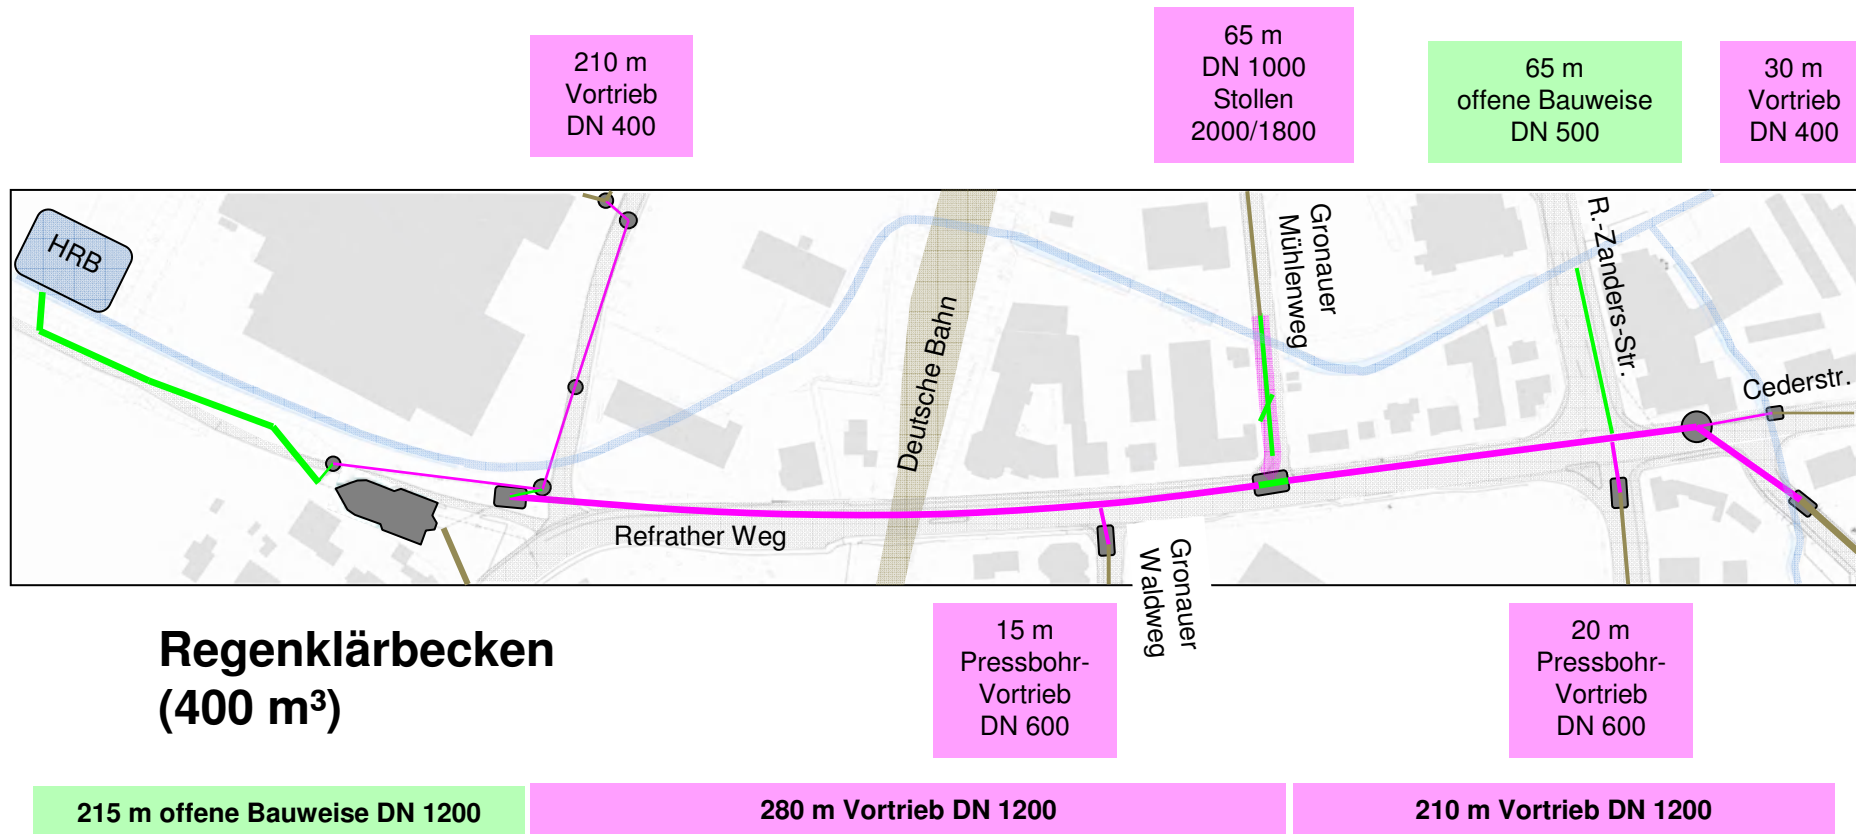 210 m
Vortrieb
DN 400
65 m
DN 1000
Stollen
2000/1800
65 m
offene Bauweise
DN 500
30 m
Vortrieb
DN 400
HRB
Deutsche Bahn
Gronauer
Mühlenweg
R.-Zanders-Str.
Cederstr.
Refrather Weg
Gronauer
Waldweg
Regenklärbecken
(400 m³)
15 m
Pressbohr-
Vortrieb
DN 600
20 m
Pressbohr-
Vortrieb
DN 600
215 m offene Bauweise DN 1200
280 m Vortrieb DN 1200
210 m Vortrieb DN 1200